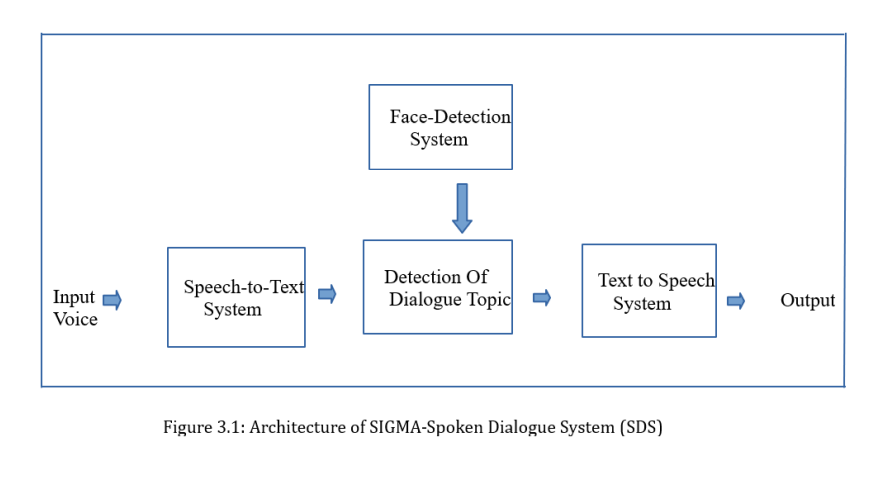 Face-Detection
System
Input
Voice
Speech-to-Text
System
Detection Of
Dialogue Topic
Text to Speech
System
Output
Figure 3.1: Architecture of SIGMA-Spoken Dialogue System (SDS)